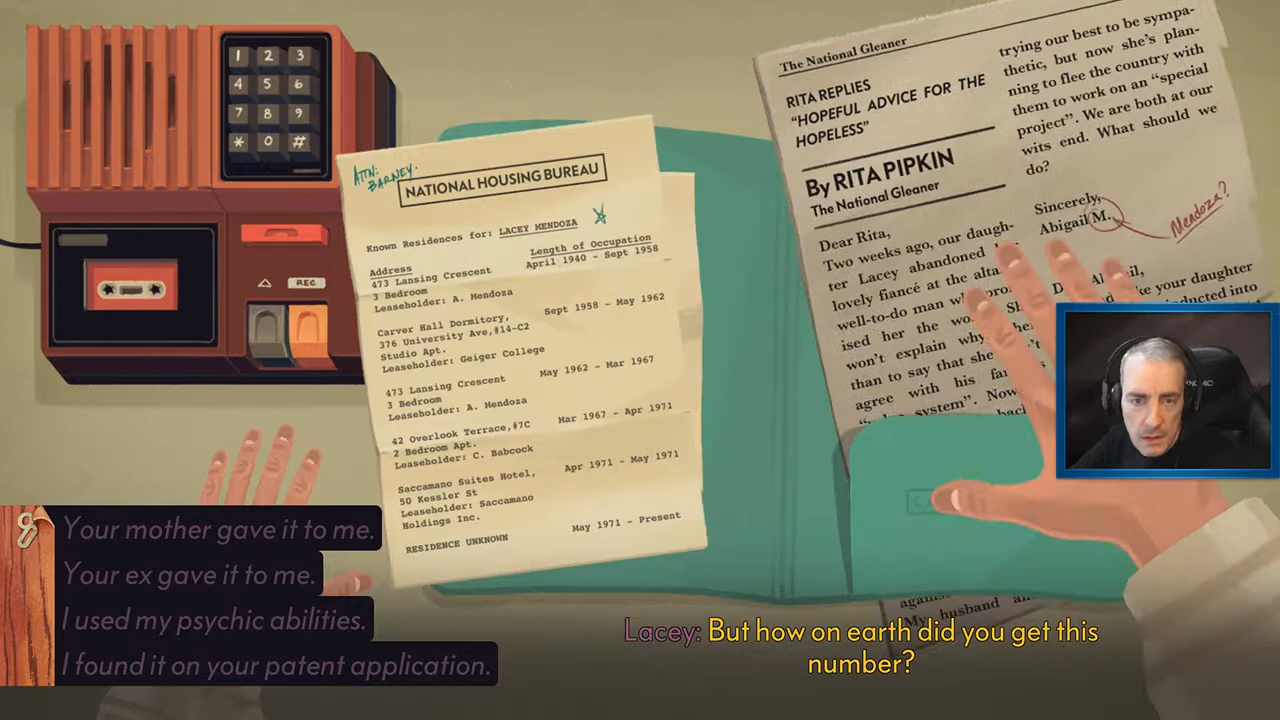 1 2 3
4 5 6
7 8 9
* 0 #
REC
ATTN:
BARNEY.
NATIONAL HOUSING BUREAU
Known Residences for: LACEY MENDOZA
Address
Length of Occupation
473 Lansing Crescent
April 1940 - Sept 1958
3 Bedroom
Leaseholder: A. Mendoza
Carver Hall Dormitory,
Sept 1958 - May 1962
376 University Ave,#14-C2
Studio Apt.
Leaseholder: Geiger College
473 Lansing Crescent
May 1962 - Mar 1967
3 Bedroom
Leaseholder: A. Mendoza
42 Overlook Terrace,#7C
Mar 1967 - Apr 1971
2 Bedroom Apt.
Leaseholder: C. Babcock
Saccamano Suites Hotel,
Apr 1971 - May 1971
50 Kessler St
Leaseholder: Saccamano
Holdings Inc.
RESIDENCE UNKNOWN
May 1971 - Present
The National Gleaner
RITA REPLIES
"HOPEFUL ADVICE FOR THE
HOPELESS"
By RITA PIPKIN
The National Gleaner
Dear Rita,
Two weeks ago, our daugh-
ter Lacey abandoned
lovely fiancé at the alta
well-to-do man
ised her the wo
won't explain why
than to say that she
agree with his
system". Now
trying our best to be sympa-
thetic, but now she's plan-
ning to flee the country with
them to work on an "special
project". We are both at our
wits end. What should we
do?
Sincerely,
Abigail M.
Mendoza?
your daughter
My husband
Your mother gave it to me.
Your ex gave it to me.
I used my psychic abilities.
I found it on your patent application.
Lacey: But how on earth did you get this
number?